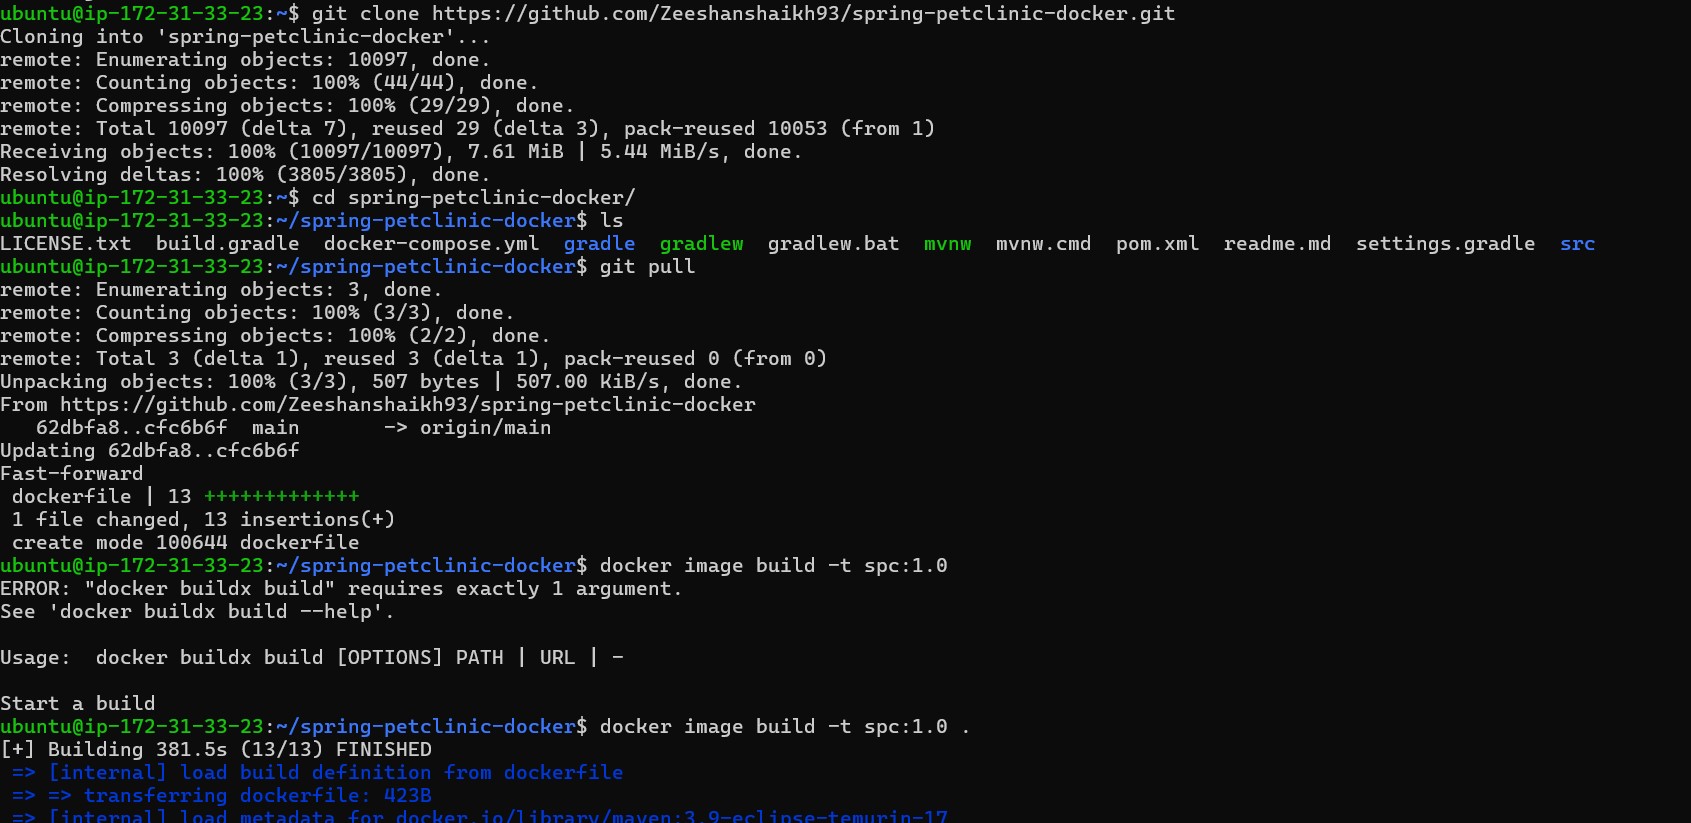 ubuntu@ip-172-31-33-23:~$ git clone https://github.com/Zeeshanshaikh93/spring-petclinic-docker.git
Cloning into 'spring-petclinic-docker'...
remote: Enumerating objects: 10097, done.
remote: Counting objects: 100% (44/44), done.
remote: Compressing objects: 100% (29/29), done.
remote: Total 10097 (delta 7), reused 29 (delta 3), pack-reused 10053 (from 1)
Receiving objects: 100% (10097/10097), 7.61 MiB | 5.44 MiB/s, done.
Resolving deltas: 100% (3805/3805), done.
ubuntu@ip-172-31-33-23:~$ cd spring-petclinic-docker/
ubuntu@ip-172-31-33-23:~/spring-petclinic-docker$ ls
LICENSE.txt  build.gradle  docker-compose.yml  gradle  gradlew  gradlew.bat  mvnw  mvnw.cmd  pom.xml  readme.md  settings.gradle  src
ubuntu@ip-172-31-33-23:~/spring-petclinic-docker$ git pull
remote: Enumerating objects: 3, done.
remote: Counting objects: 100% (3/3), done.
remote: Compressing objects: 100% (2/2), done.
remote: Total 3 (delta 1), reused 3 (delta 1), pack-reused 0 (from 0)
Unpacking objects: 100% (3/3), 507 bytes | 507.00 KiB/s, done.
From https://github.com/Zeeshanshaikh93/spring-petclinic-docker
   62dbfa8..cfc6b6f  main       -> origin/main
Updating 62dbfa8..cfc6b6f
Fast-forward
 dockerfile | 13 +++++++++++++
 1 file changed, 13 insertions(+)
 create mode 100644 dockerfile
ubuntu@ip-172-31-33-23:~/spring-petclinic-docker$ docker image build -t spc:1.0
ERROR: "docker buildx build" requires exactly 1 argument.
See 'docker buildx build --help'.

Usage:  docker buildx build [OPTIONS] PATH | URL | -

Start a build
ubuntu@ip-172-31-33-23:~/spring-petclinic-docker$ docker image build -t spc:1.0 .
[+] Building 381.5s (13/13) FINISHED
 => [internal] load build definition from dockerfile
 => => transferring dockerfile: 423B
 => [internal] load metadata for docker.io/library/maven:3.9-eclipse-temurin-17